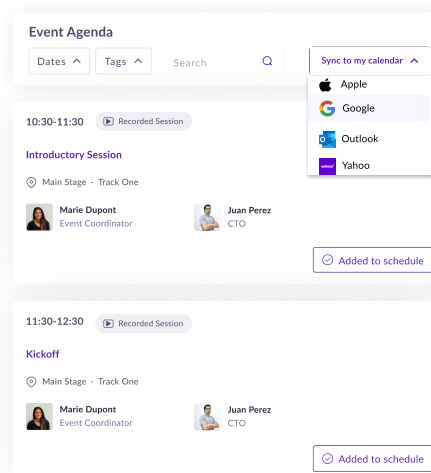 Event Agenda
Dates
Tags
Search
Sync to my calendar
Apple
Google
Outlook
yahoo!
Yahoo
10:30-11:30
Recorded Session
Introductory Session
Main Stage - Track One
Marie Dupont
Event Coordinator
Juan Perez
CTO
Added to schedule
11:30-12:30
Recorded Session
Kickoff
Main Stage - Track One
Marie Dupont
Event Coordinator
Juan Perez
CTO
Added to schedule